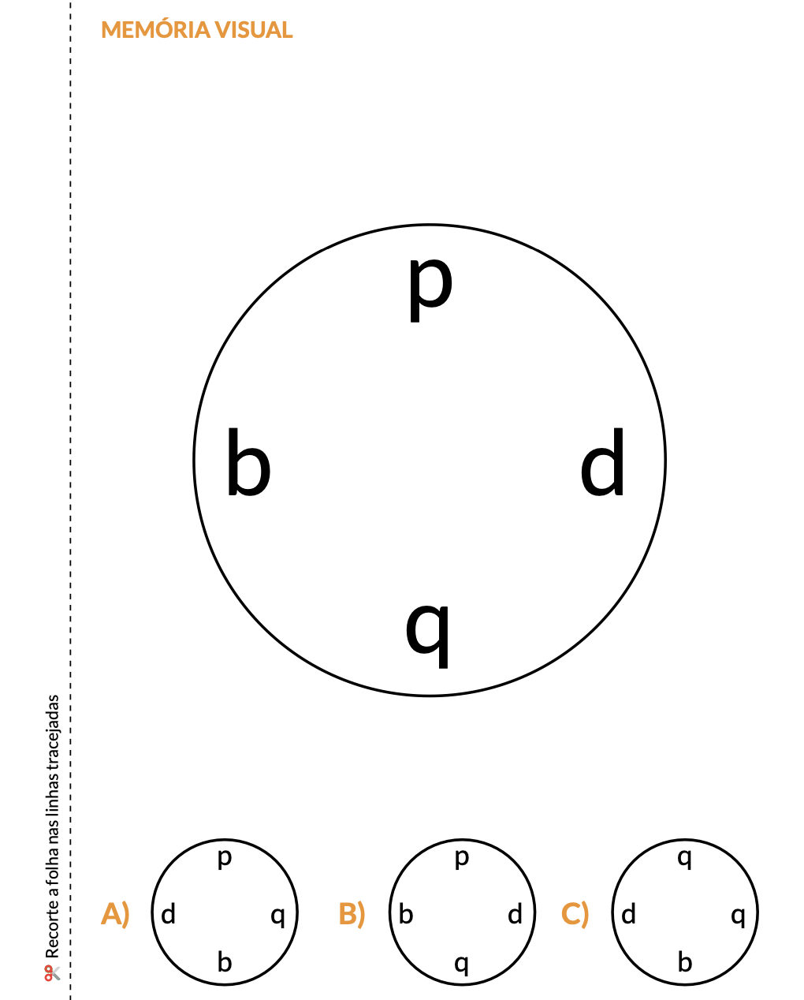 MEMÓRIA VISUAL
p
b d
q
Recorte a folha nas linhas tracejadas
A) p
d q
b
B) p
b d
q
C) q
d q
b